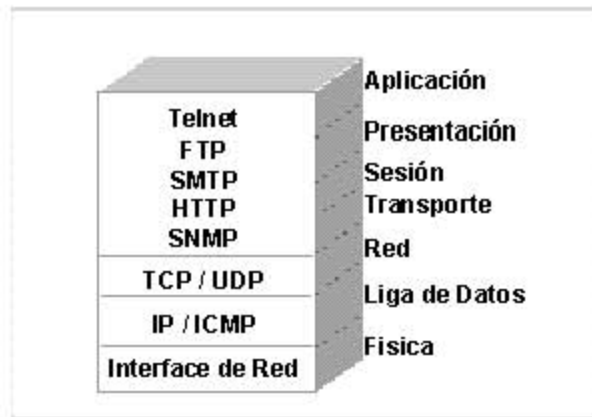 Telnet
FTP
SMTP
HTTP
SNMP
TCP / UDP
IP / ICMP
Interface de Red
Aplicación
Presentación
Sesión
Transporte
Red
Liga de Datos
Fisica